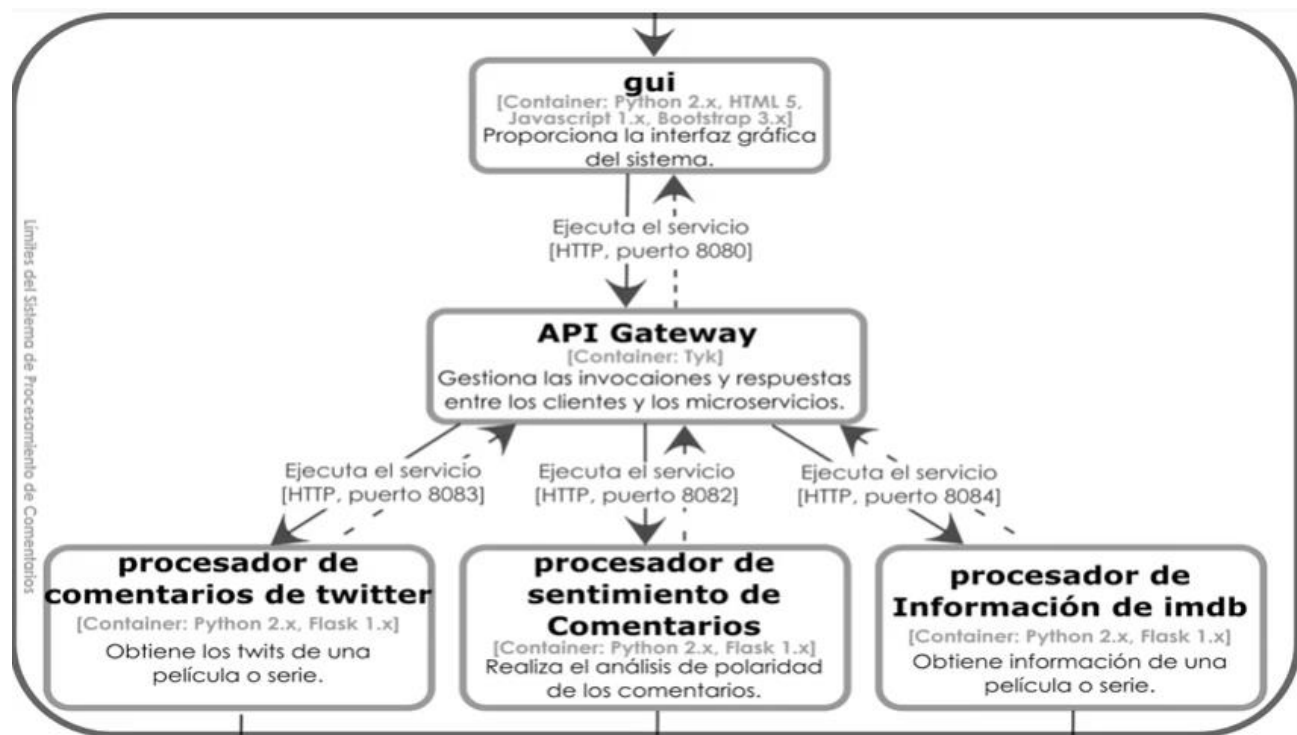 gui
[Container: Python 2.x, HTML 5,
Javascript 1.x, Bootstrap 3.x]
Proporciona la interfaz gráfica
del sistema.
Ejecuta el servicio
[HTTP, puerto 8080]
API Gateway
[Container: Tyk]
Gestiona las invocaiones y respuestas
entre los clientes y los microservicios.
Ejecuta el servicio
[HTTP, puerto 8083]
Ejecuta el servicio
[HTTP, puerto 8082]
Ejecuta el servicio
[HTTP, puerto 8084]
procesador de
comentarios de twitter
[Container: Python 2.x, Flask 1.x]
Obtiene los twits de una
película o serie.
procesador de
sentimiento de
Comentarios
[Container: Python 2.x, Flask 1.x]
Realiza el análisis de polaridad
de los comentarios.
procesador de
Información de imdb
[Container: Python 2.x, Flask 1.x]
Obtiene información de una
película o serie.
Límites del Sistema de Procesamiento de Comentarios